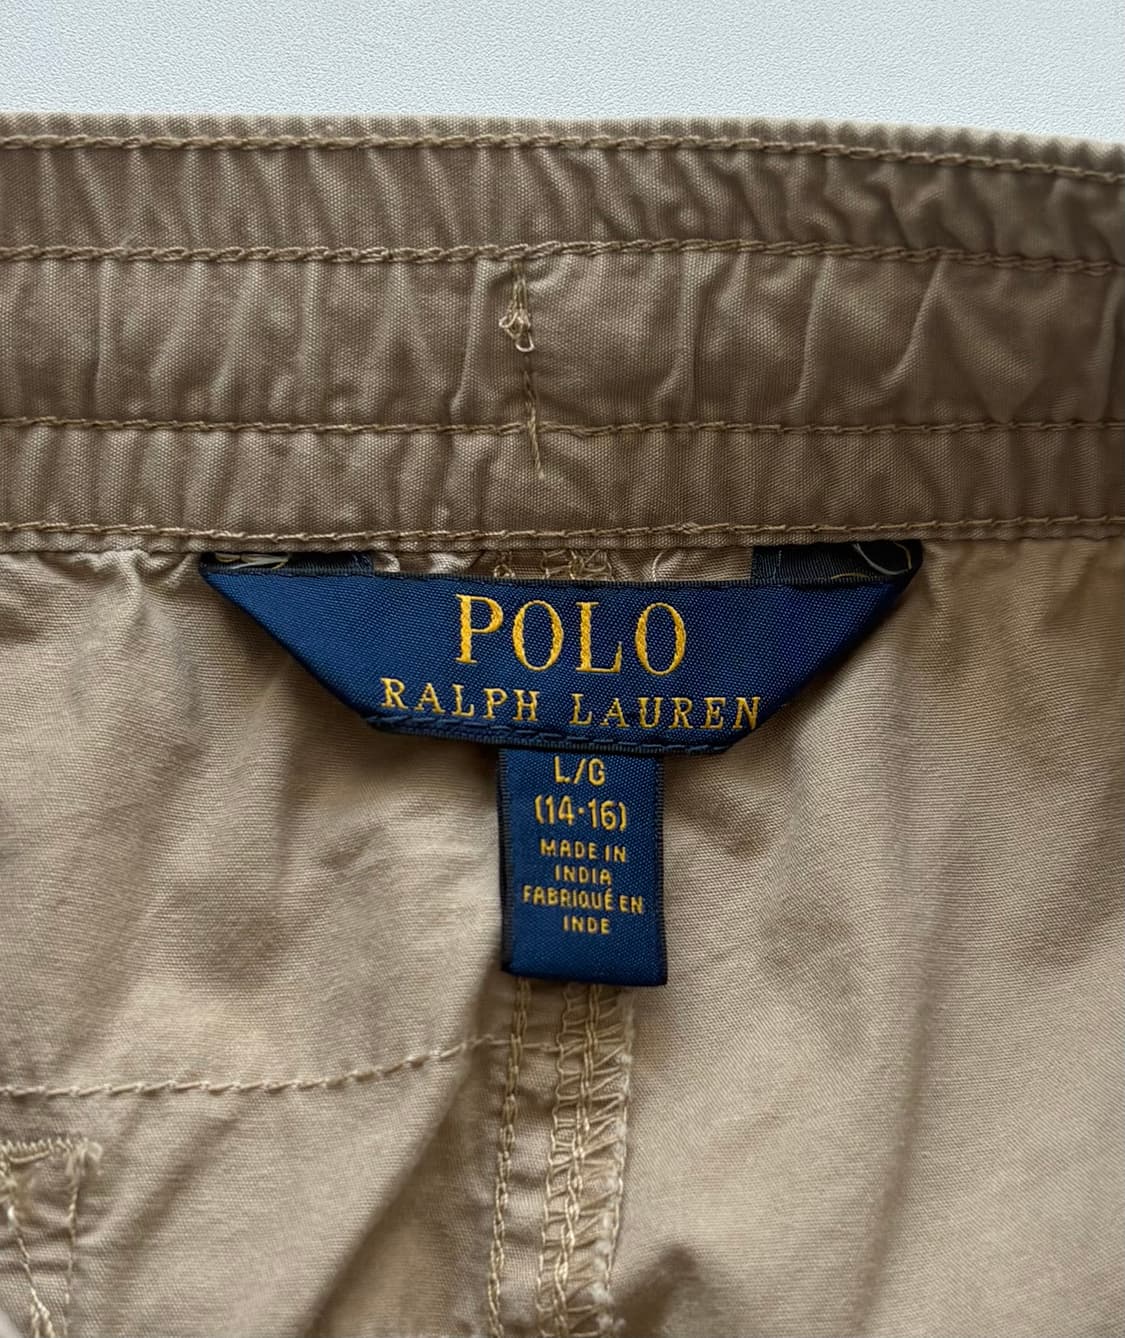 POLO
RALPH LAUREN
L/G
(14-16)
MADE IN
INDIA
FABRIQUÉ EN
INDE